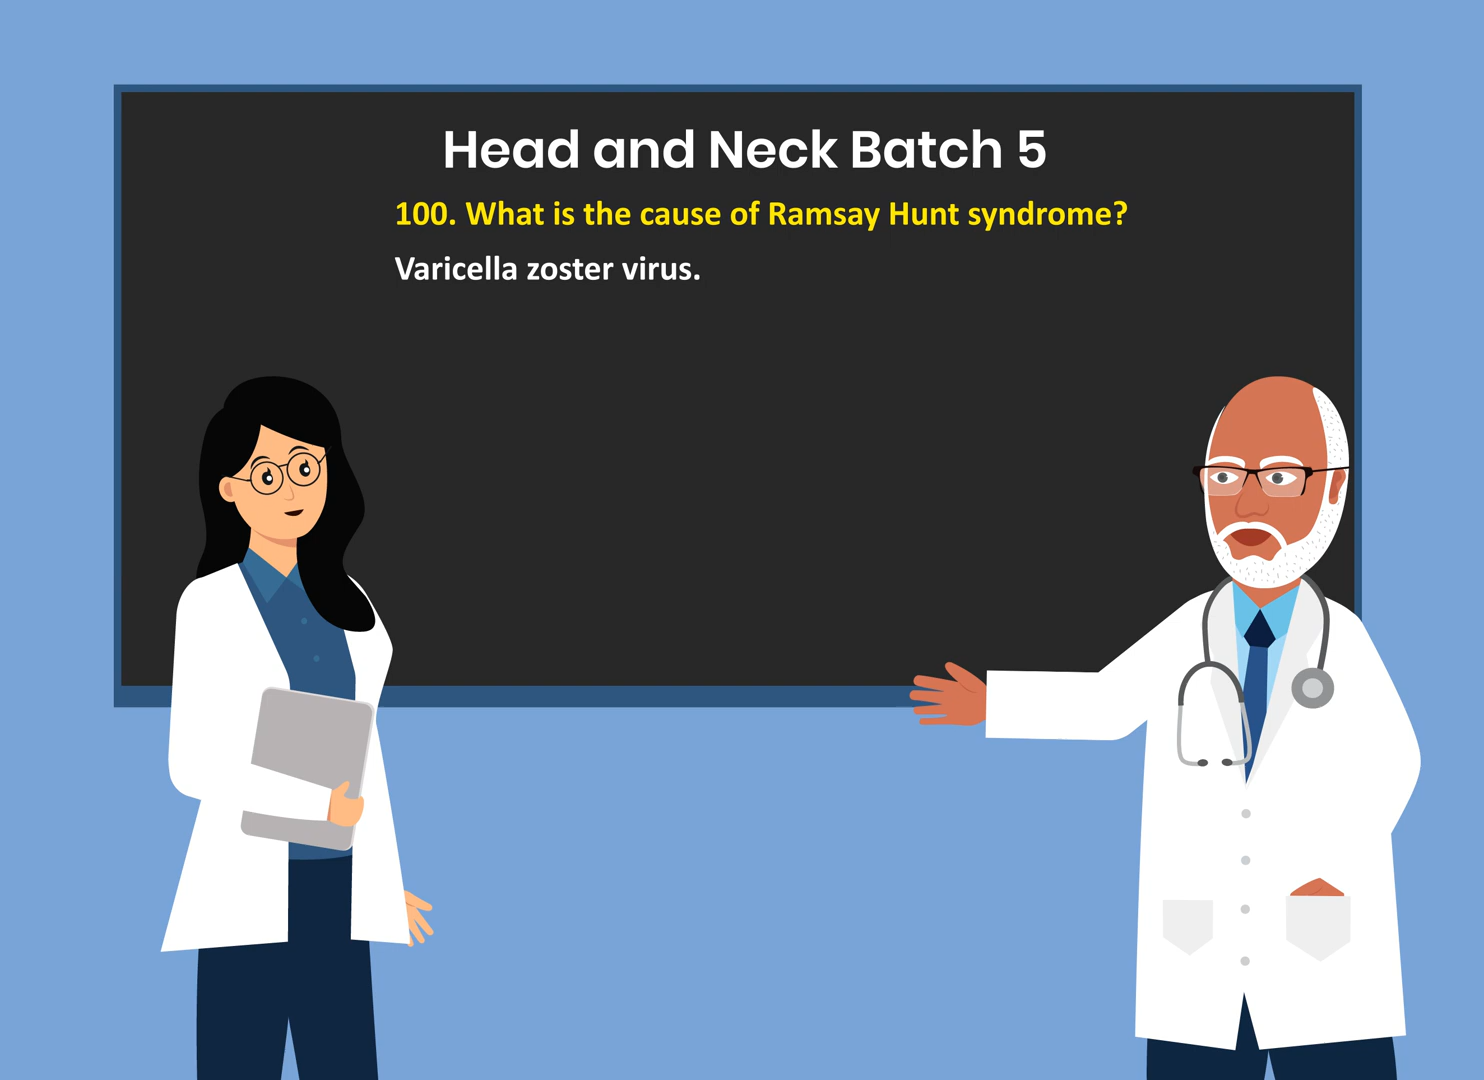 Head and Neck Batch 5
100. What is the cause of Ramsay Hunt syndrome?
Varicella zoster virus.